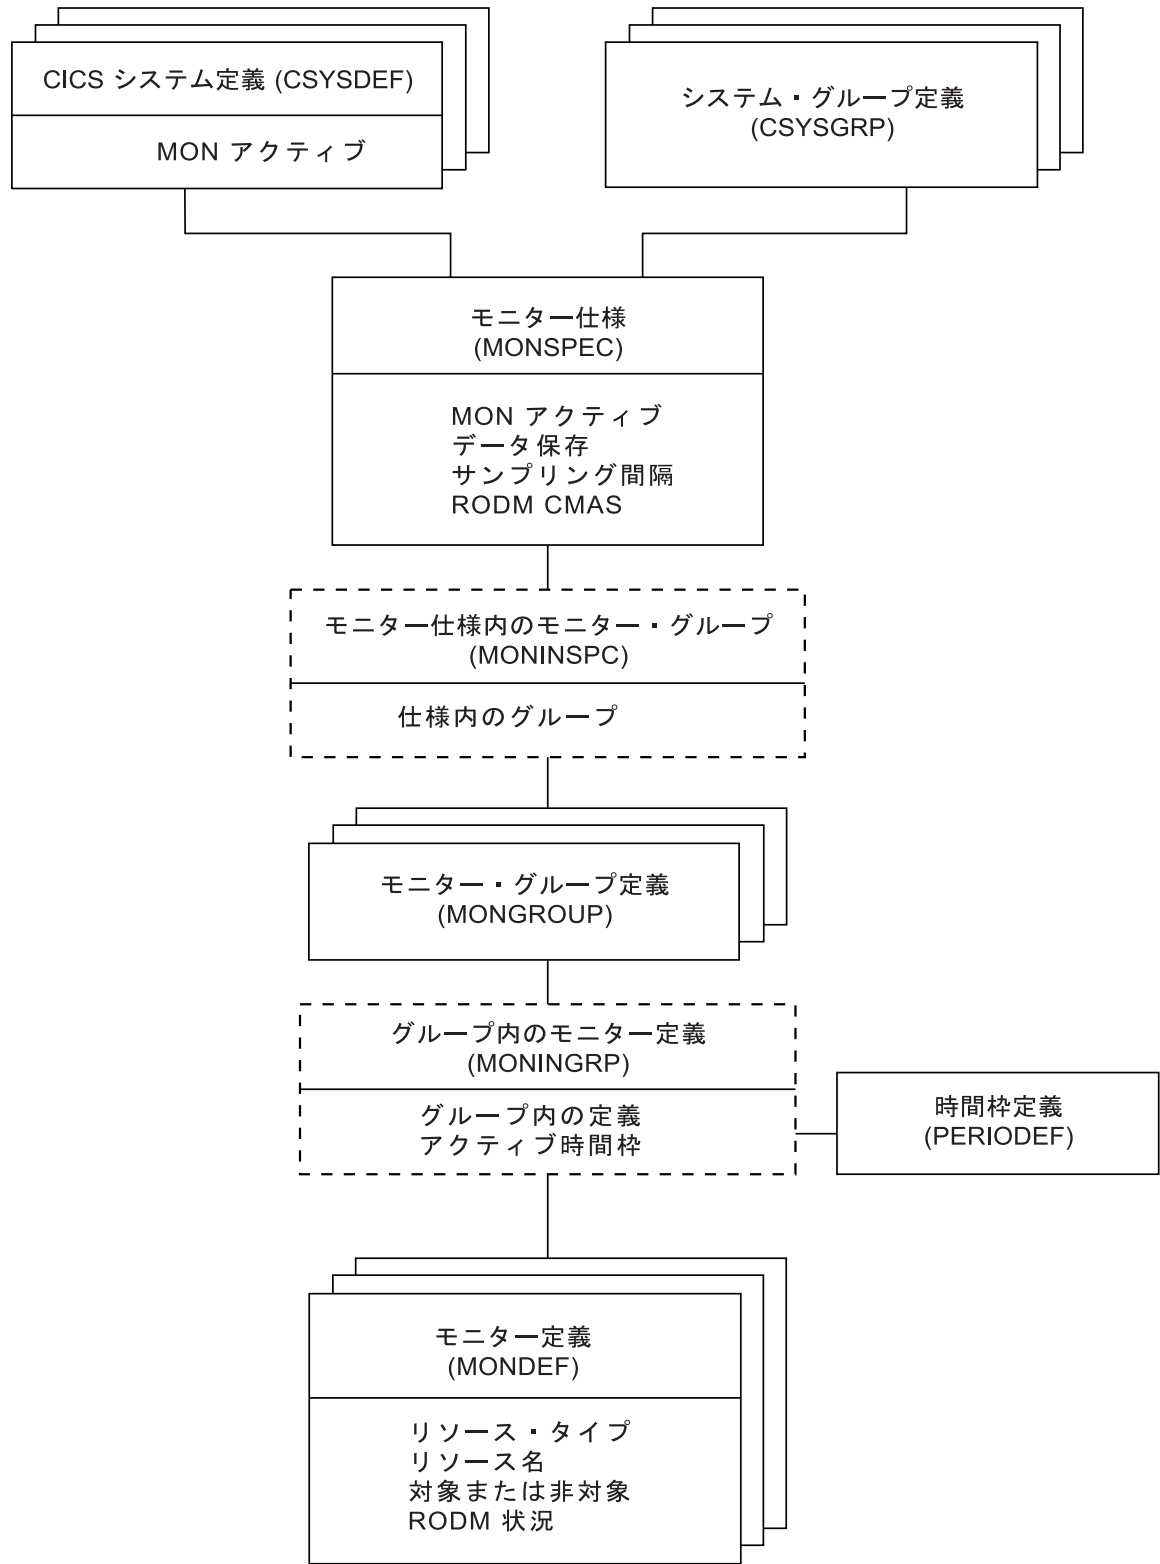 CICS システム定義 (CSYSDEF)
MON アクティブ
システム・グループ定義
(CSYSGRP)
モニター仕様
(MONSPEC)
MON アクティブ
データ保存
サンプリング間隔
RODM CMAS
モニター仕様内のモニター・グループ
(MONINSPC)
仕様内のグループ
モニター・グループ定義
(MONGROUP)
グループ内のモニター定義
(MONINGRP)
グループ内の定義
アクティブ時間枠
時間枠定義
(PERIODEF)
モニター定義
(MONDEF)
リソース・タイプ
リソース名
対象または非対象
RODM 状況